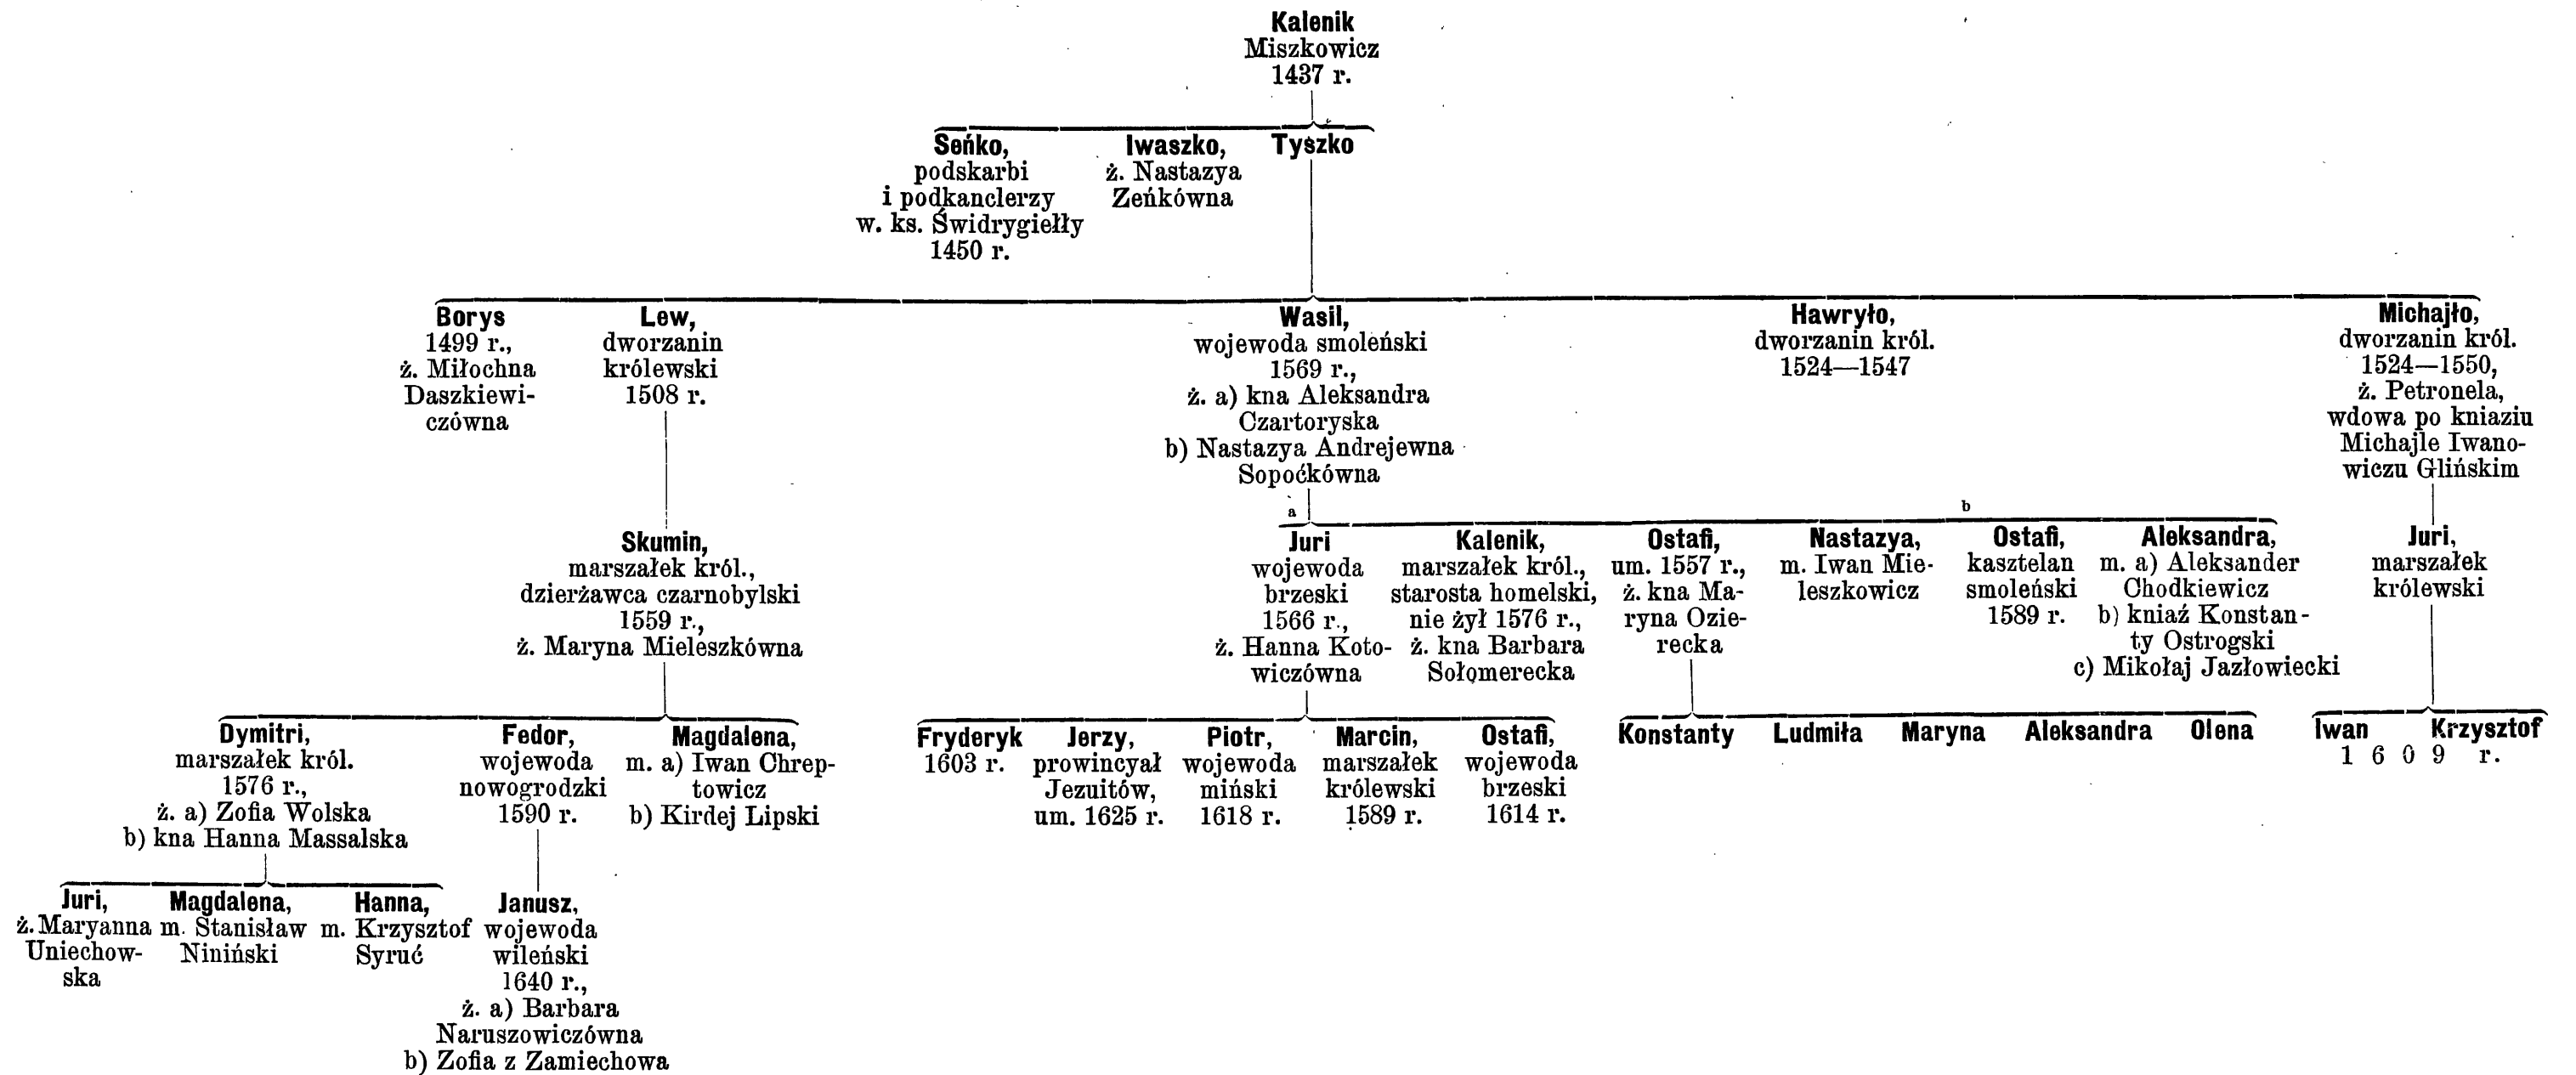 Kalenik
Miszkowicz
1437 r.
Seńko,
podskarbi
i podkanclerzy
w. ks. Świdrygiełły
1450 r.
Iwaszko,
ż. Nastazya
Zeńkówna
Tyszko
Borys
1499 r.,
ż. Miłochna
Daszkiewi-
czówna
Lew,
dworzanin
królewski
1508 r.
Wasil,
wojewoda smoleński
1569 r.,
ż. a) kna Aleksandra
Czartoryska
b) Nastazya Andrejewna
Sopoćkówna
Hawryło,
dworzanin król.
1524—1547
Michajło,
dworzanin król.
1524—1550,
ż. Petronela,
wdowa po kniaziu
Michajle Iwano-
wiczu Glińskim
Skumin,
marszałek król.,
dzierżawca czarnobylski
1559 r.,
ż. Maryna Mieleszkówna
a
b
Juri
wojewoda
brzeski
1566 r.,
ż. Hanna Koto-
wiczówna
Kalenik,
marszałek król.,
starosta homelski,
nie żył 1576 r.,
ż. kna Barbara
Sołomerecka
Ostafi,
um. 1557 r.,
ż. kna Ma-
ryna Ozie-
recka
Nastazya,
m. Iwan Mie-
leszkowicz
Ostafi,
kasztelan
smoleński
1589 r.
Aleksandra,
m. a) Aleksander
Chodkiewicz
b) kniaź Konstan-
ty Ostrogski
c) Mikołaj Jazłowiecki
Juri,
marszałek
królewski
Dymitri,
marszałek król.
1576 r.,
ż. a) Zofia Wolska
b) kna Hanna Massalska
Fedor,
wojewoda
nowogrodzki
1590 r.
Magdalena,
m. a) Iwan Chrep-
towicz
b) Kirdej Lipski
Fryderyk
1603 r.
Jerzy,
prowincyał
Jezuitów,
um. 1625 r.
Piotr,
wojewoda
miński
1618 r.
Marcin,
marszałek
królewski
1589 r.
Ostafi,
wojewoda
brzeski
1614 r.
Konstanty
Ludmiła
Maryna
Aleksandra
Olena
Iwan Krzysztof
1 6 0 9 r.
Juri,
ż. Maryanna
Uniechow-
ska
Magdalena,
m. Stanisław
Niniński
Hanna,
m. Krzysztof
Syruć
Janusz,
wojewoda
wileński
1640 r.,
ż. a) Barbara
Naruszowiczówna
b) Zofia z Zamiechowa